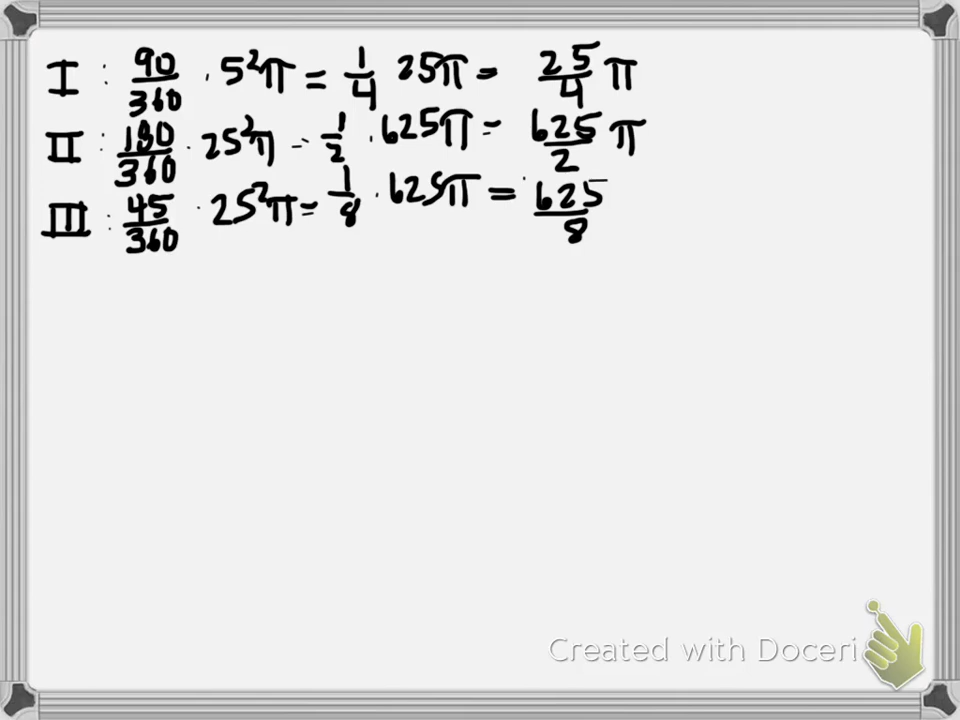 I : 90/360 · 5²π = 1/4 25π = 25/4 π
II : 180/360 · 25²π = 1/2 · 625π = 625/2 π
III : 45/360 · 25²π = 1/8 · 625π = 625/8
Created with Doceri